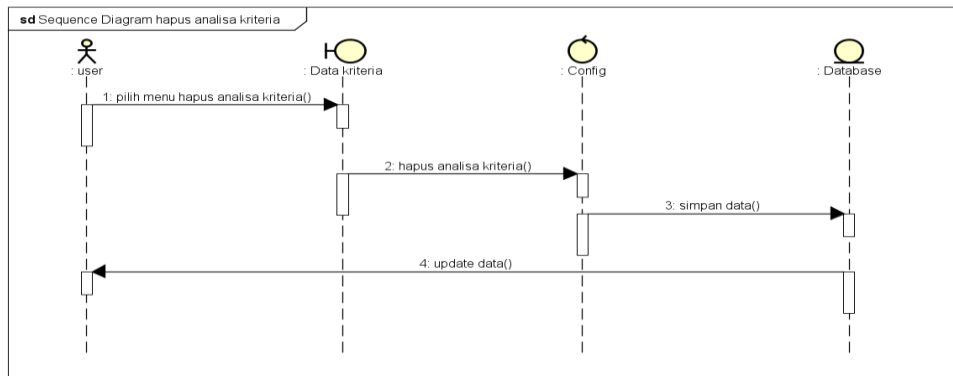 sd Sequence Diagram hapus analisa kriteria
: user
: Data kriteria
: Config
: Database
1: pilih menu hapus analisa kriteria()
2: hapus analisa kriteria()
3: simpan data()
4: update data()